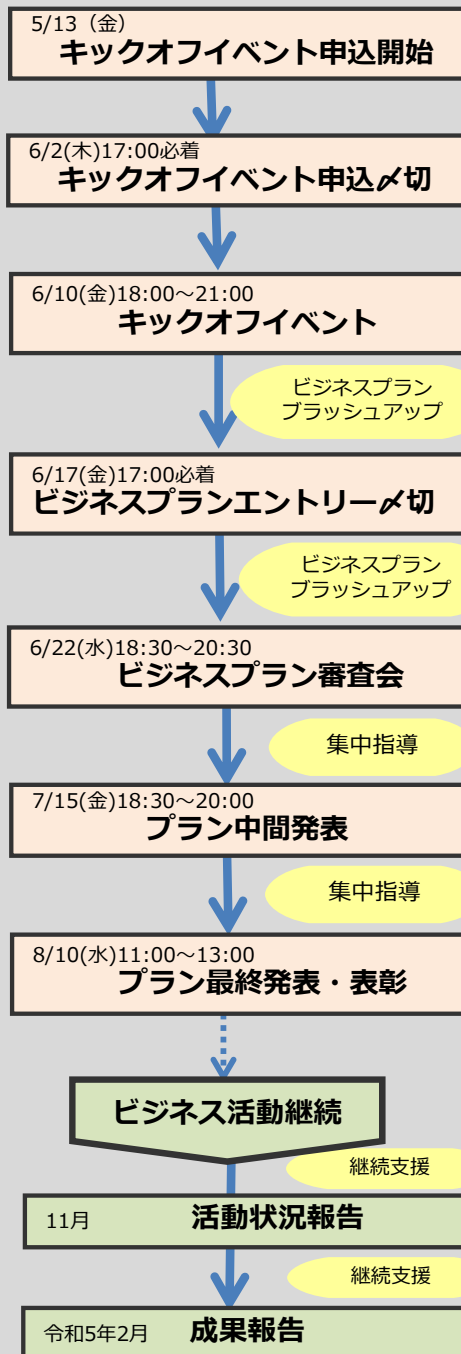 5/13（金）
キックオフイベント申込開始
6/2(木)17:00必着
キックオフイベント申込〆切
6/10(金)18:00～21:00
キックオフイベント
ビジネスプラン
ブラッシュアップ
6/17(金)17:00必着
ビジネスプランエントリー〆切
ビジネスプラン
ブラッシュアップ
6/22(水)18:30～20:30
ビジネスプラン審査会
集中指導
7/15(金)18:30～20:00
プラン中間発表
集中指導
8/10(水)11:00～13:00
プラン最終発表・表彰
ビジネス活動継続
継続支援
11月 活動状況報告
継続支援
令和5年2月 成果報告